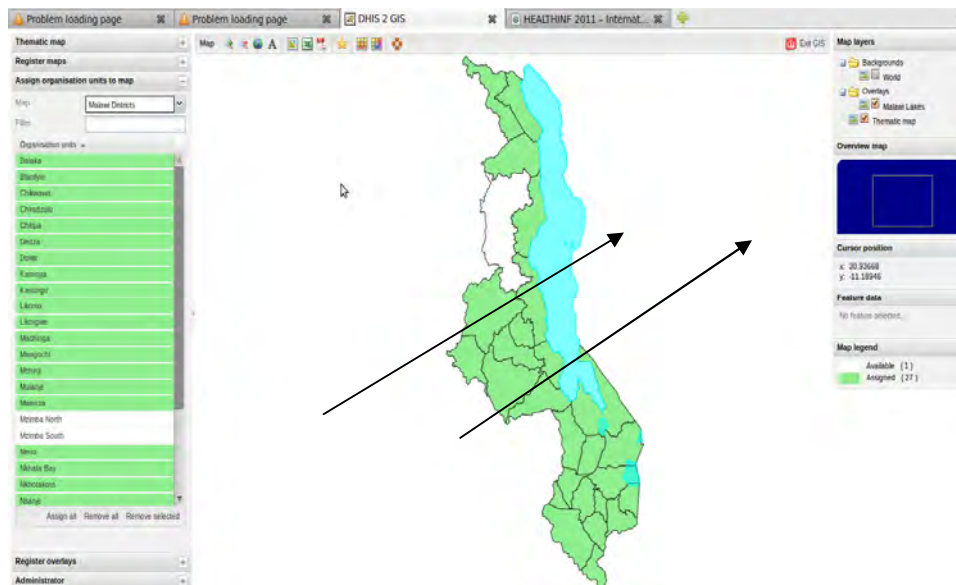 Problem loading page
Problem loading page
DHIS 2 GIS
HEALTHINF 2011 – Internat...
Thematic map
Register maps
Assign organisation units to map
Map
Malawi Districts
Filter
Organisation units
Balaka
Blantyre
Chikwawa
Chiradzulu
Chitipa
Dedza
Dowa
Karonga
Kasungu
Likoma
Lilongwe
Machinga
Mangochi
Mchinji
Mulanje
Mwanza
Mzimba North
Mzimba South
Neno
Nkhata Bay
Nkhotakota
Nsanje
Assign all Remove all Remove selected
Register overlays
Administrator
Map
A
Exit GIS
Map layers
Backgrounds
World
Overlays
Malawi Lakes
Thematic map
Overview map
Cursor position
x: 30.93668
y: -11.18946
Feature data
No feature selected.
Map legend
Available ( 1 )
Assigned ( 27 )